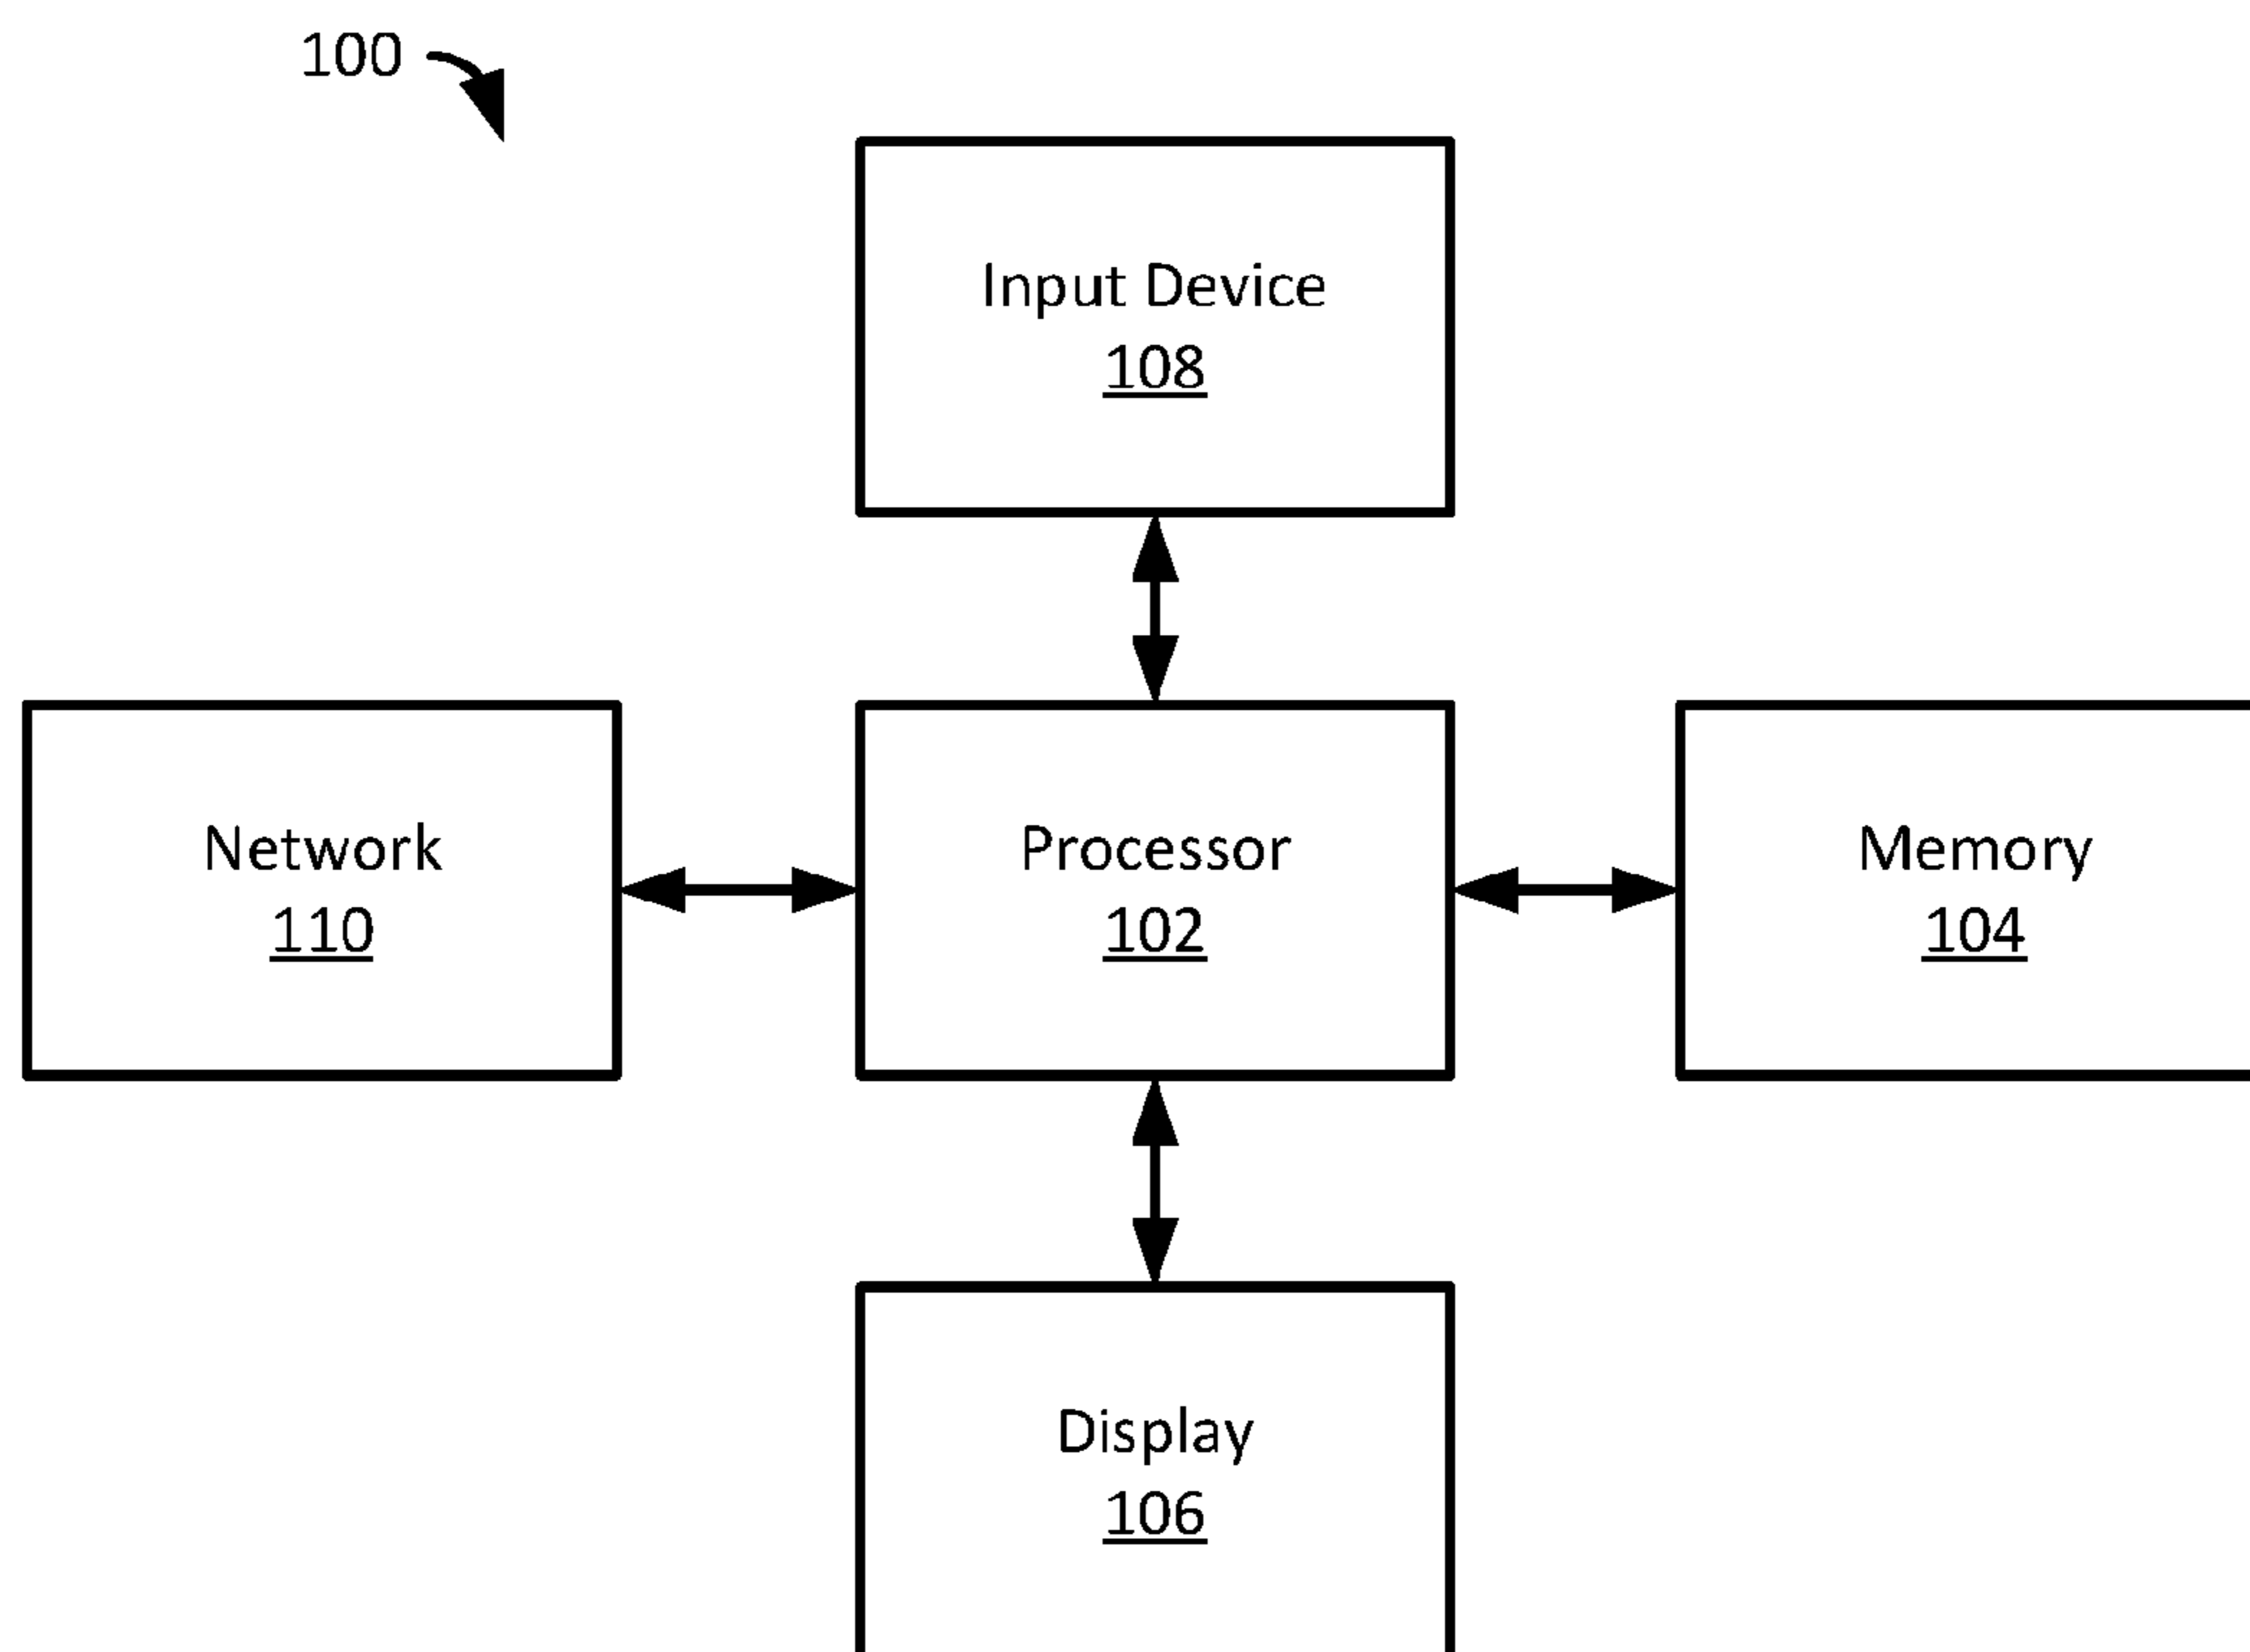 100
Input Device
108
Network
110
Processor
102
Memory
104
Display
106